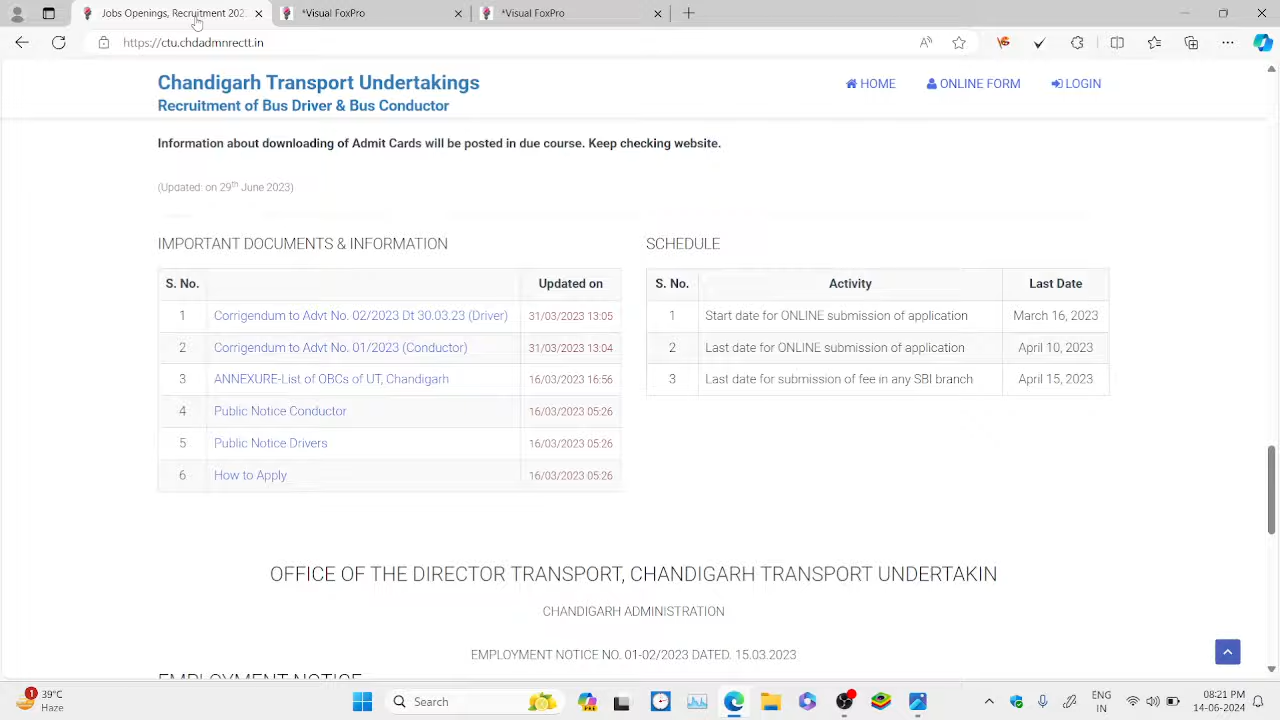 Jobs Openings, Recruitment 202
*Visual FoxPro
*Visual FoxPro
https://ctu.chdadmnrectt.in
Chandigarh Transport Undertakings
Recruitment of Bus Driver & Bus Conductor
HOME
ONLINE FORM
LOGIN
Information about downloading of Admit Cards will be posted in due course. Keep checking website.
(Updated: on 29th June 2023)
IMPORTANT DOCUMENTS & INFORMATION
S. No. Updated on
1 Corrigendum to Advt No. 02/2023 Dt 30.03.23 (Driver) 31/03/2023 13:05
2 Corrigendum to Advt No. 01/2023 (Conductor) 31/03/2023 13:04
3 ANNEXURE-List of OBCs of UT, Chandigarh 16/03/2023 16:56
4 Public Notice Conductor 16/03/2023 05:26
5 Public Notice Drivers 16/03/2023 05:26
6 How to Apply 16/03/2023 05:26
SCHEDULE
S. No. Activity Last Date
1 Start date for ONLINE submission of application March 16, 2023
2 Last date for ONLINE submission of application April 10, 2023
3 Last date for submission of fee in any SBI branch April 15, 2023
OFFICE OF THE DIRECTOR TRANSPORT, CHANDIGARH TRANSPORT UNDERTAKIN
CHANDIGARH ADMINISTRATION
EMPLOYMENT NOTICE NO. 01-02/2023 DATED. 15.03.2023
EMPLOYMENT NOTICE
1
39°C
Haze
Search
ENG
IN
08:21 PM
14-06-2024